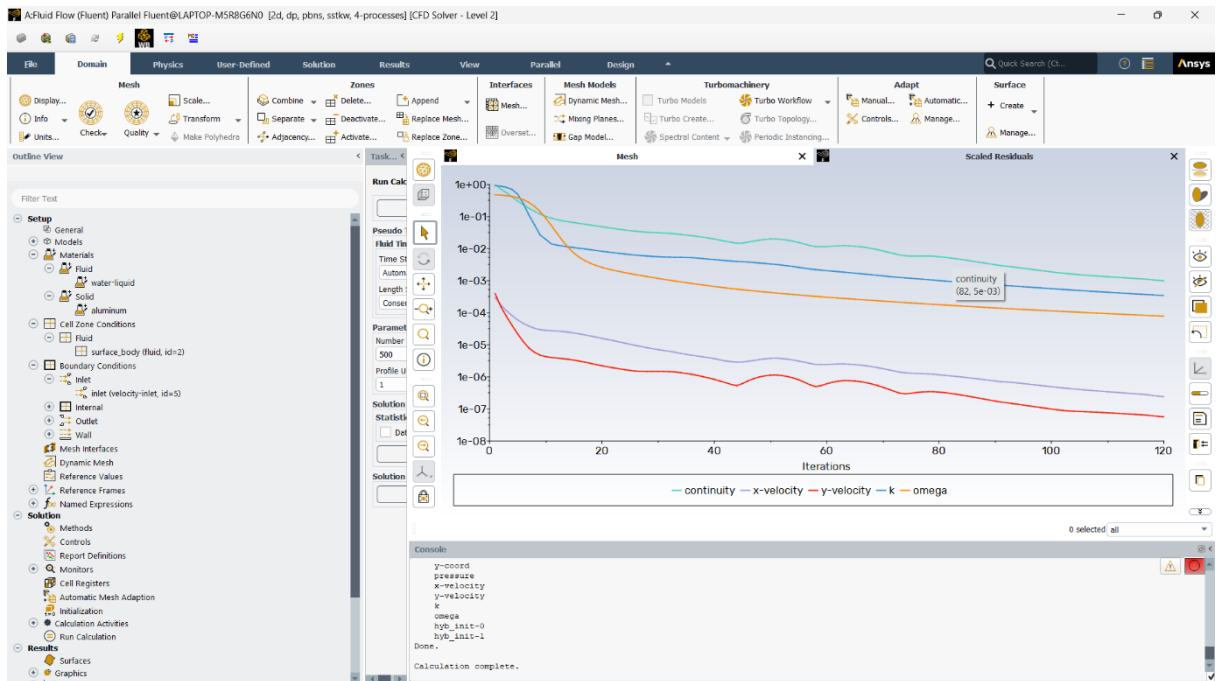 A:Fluid Flow (Fluent) Parallel Fluent@LAPTOP-M5R8G6N0 [2d, dp, pbns, sstkw, 4-processes] [CFD Solver - Level 2]
File Domain Physics User-Defined Solution Results View Parallel Design Quick Search (Ct... Ansys
Mesh Zones Interfaces Mesh Models Turbomachinery Adapt Surface
Display... Scale... Combine Delete... Append Mesh... Dynamic Mesh... Turbo Models Turbo Workflow Manual... Automatic... + Create
Info Check Quality Transform Separate Deactivate... Replace Mesh... Mixing Planes... Turbo Create... Turbo Topology... Controls... Manage...
Units... Make Polyhedra Adjacency... Activate... Replace Zone... Overset... Gap Model... Spectral Content Periodic Instancing... Manage...
Outline View
Filter Text
Setup
General
Models
Materials
Fluid
water-liquid
Solid
aluminum
Cell Zone Conditions
Fluid
surface_body (fluid, id=2)
Boundary Conditions
Inlet
inlet (velocity-inlet, id=5)
Internal
Outlet
Wall
Mesh Interfaces
Dynamic Mesh
Reference Values
Reference Frames
Named Expressions
Solution
Methods
Controls
Report Definitions
Monitors
Cell Registers
Automatic Mesh Adaption
Initialization
Calculation Activities
Run Calculation
Results
Surfaces
Graphics
Task...
Run Calc
Pseudo
Fluid Tim
Time St
Autom
Length
Conser
Paramet
Number
500
Profile U
1
Solution
Statistic
Dat
Solution
Mesh
Scaled Residuals
1e+00
1e-01
1e-02
1e-03
1e-04
1e-05
1e-06
1e-07
1e-08
continuity
(82, 5e-03)
0 20 40 60 80 100 120
Iterations
continuity x-velocity y-velocity k omega
0 selected all
Console
y-coord
pressure
x-velocity
y-velocity
k
omega
hyb_init-0
hyb_init-1
Done.
Calculation complete.